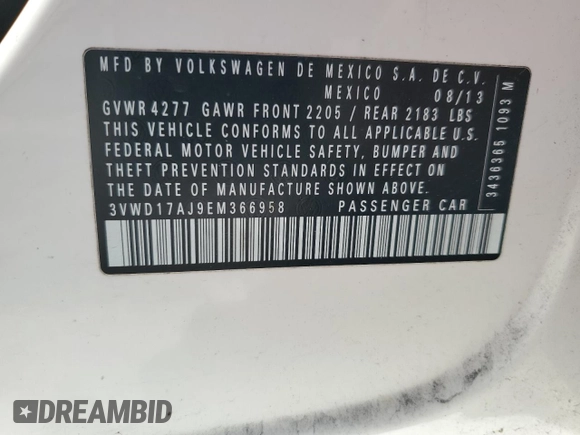 MFD BY VOLKSWAGEN DE MEXICO S.A. DE C.V.
MEXICO 08/13
GVWR 4277 GAWR FRONT 2205 / REAR 2183 LBS
THIS VEHICLE CONFORMS TO ALL APPLICABLE U.S.
FEDERAL MOTOR VEHICLE SAFETY, BUMPER AND
THEFT PREVENTION STANDARDS IN EFFECT ON
DATE OF MANUFACTURE SHOWN ABOVE.
3VWD17AJ9EM366958 PASSENGER CAR
3436365 1093 M
DREAMBID